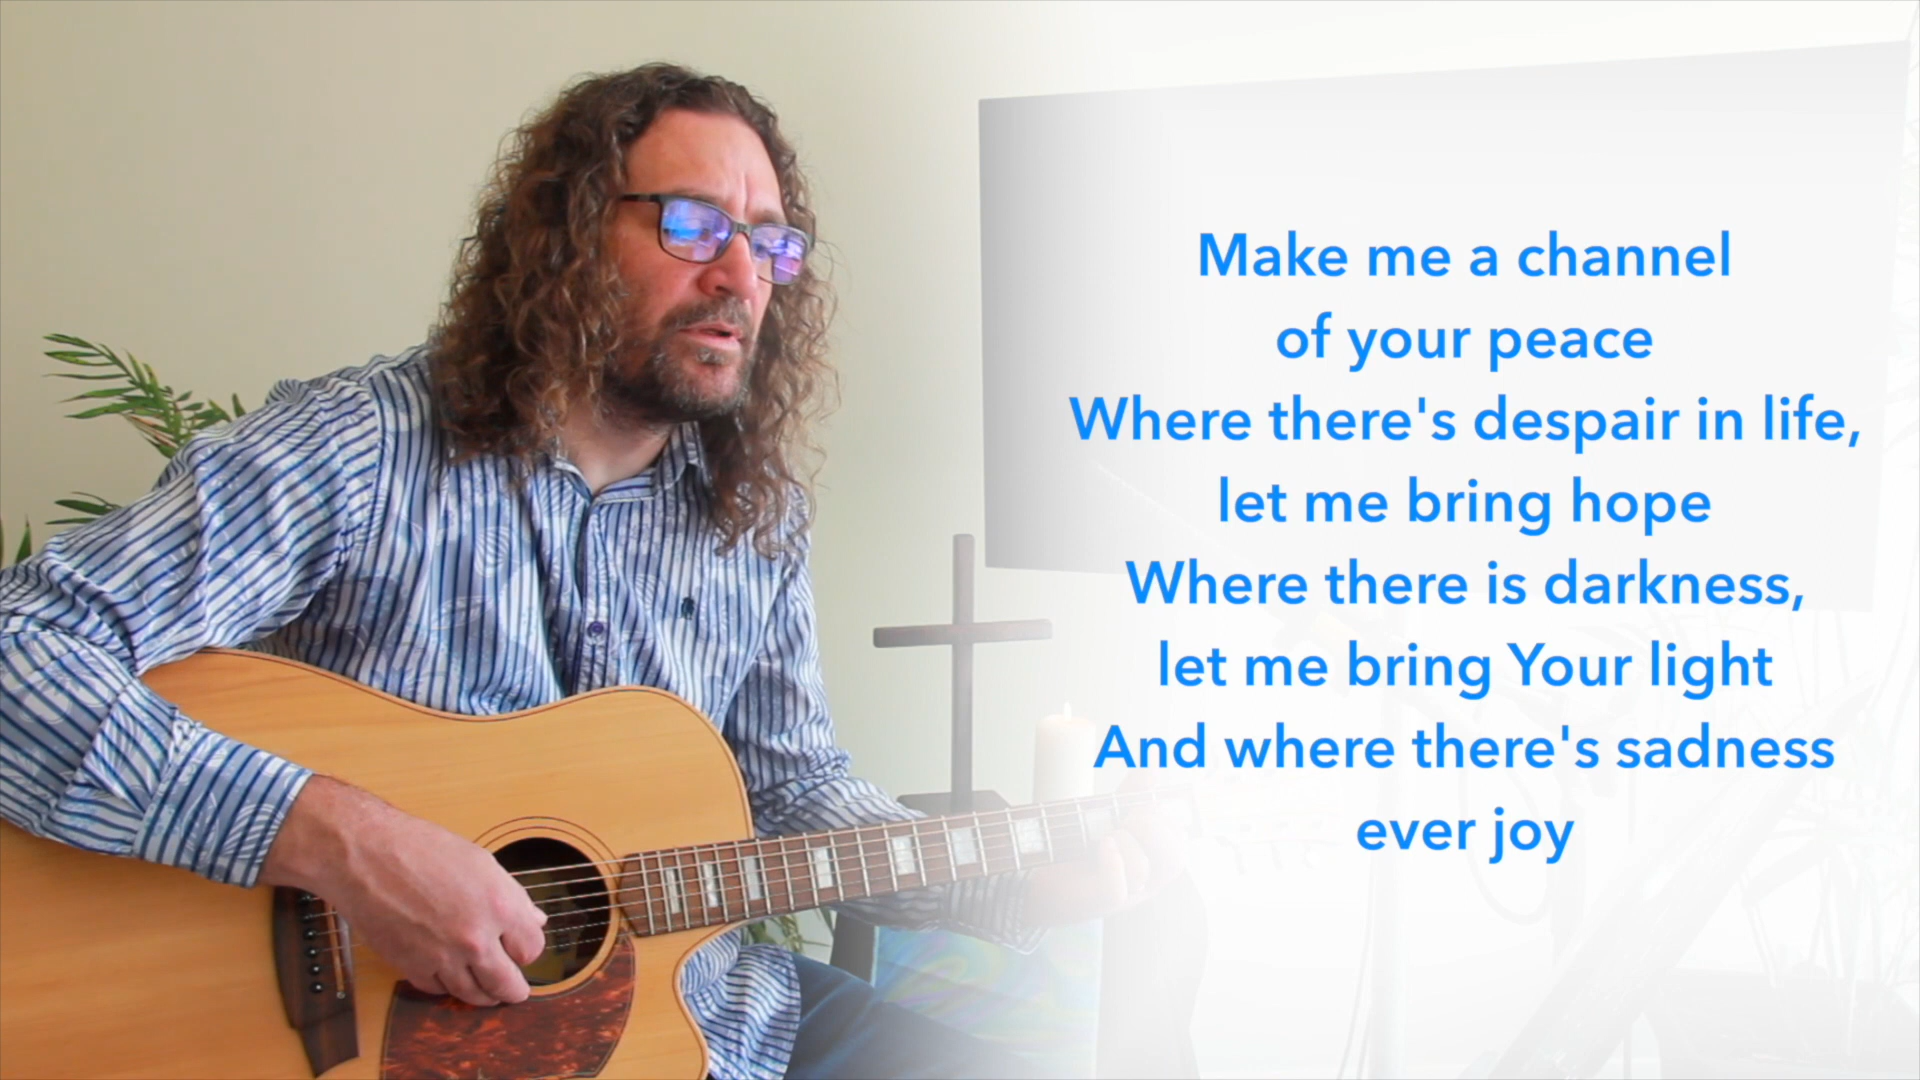 Make me a channel
of your peace
Where there's despair in life,
let me bring hope
Where there is darkness,
let me bring Your light
And where there's sadness
ever joy